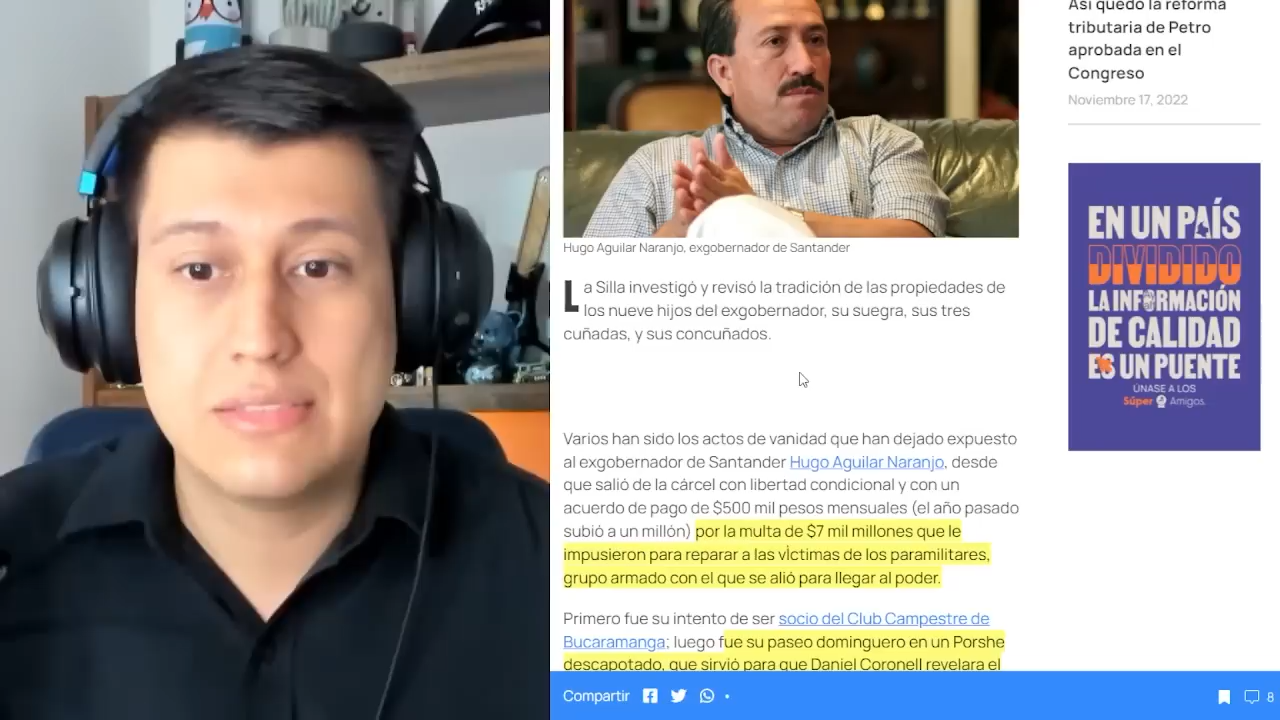 Así quedó la reforma
tributaria de Petro
aprobada en el
Congreso
Noviembre 17, 2022
Hugo Aguilar Naranjo, exgobernador de Santander
La Silla investigó y revisó la tradición de las propiedades de
los nueve hijos del exgobernador, su suegra, sus tres
cuñadas, y sus concuñados.
Varios han sido los actos de vanidad que han dejado expuesto
al exgobernador de Santander Hugo Aguilar Naranjo, desde
que salió de la cárcel con libertad condicional y con un
acuerdo de pago de $500 mil pesos mensuales (el año pasado
subió a un millón) por la multa de $7 mil millones que le
impusieron para reparar a las vìctimas de los paramilitares,
grupo armado con el que se alió para llegar al poder.
Primero fue su intento de ser socio del Club Campestre de
Bucaramanga; luego fue su paseo dominguero en un Porshe
descapotado, que sirvió para que Daniel Coronell revelara el
EN UN PAÍS
DIVIDIDO
LA INFORMACIÓN
DE CALIDAD
ES UN PUENTE
ÚNASE A LOS
Súper Amigos.
Compartir
8